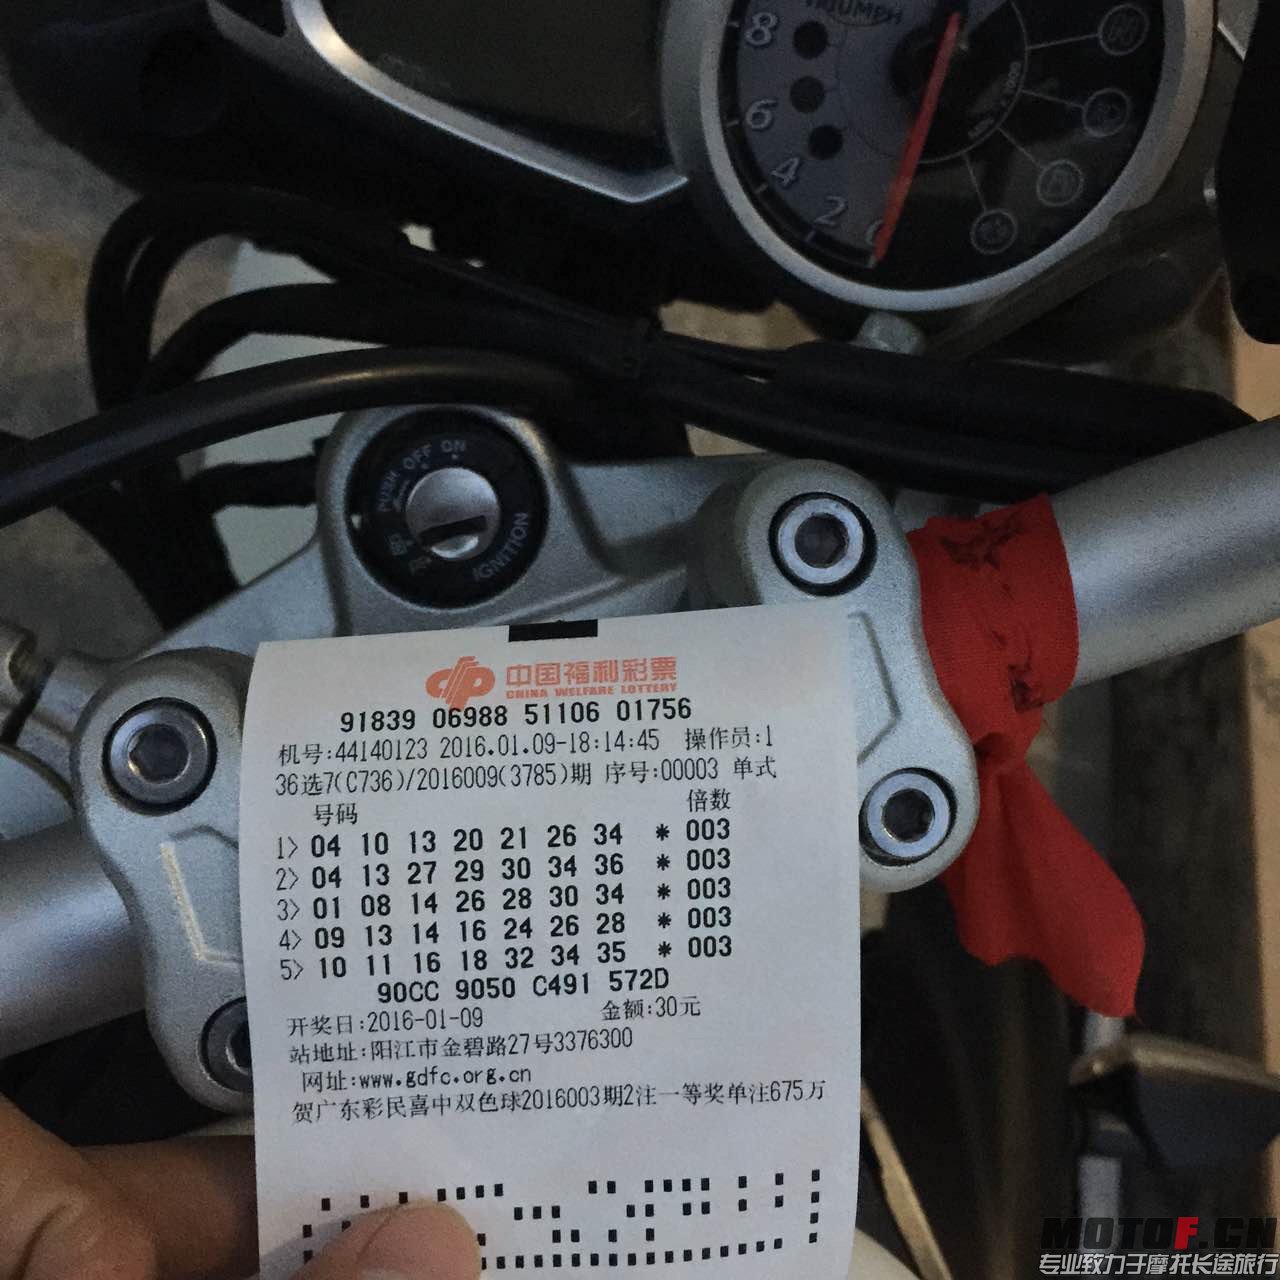 TRIUMPH
8
6
4
2
0
PUSH OFF ON
IGNITION
中国福利彩票
CHINA WELFARE LOTTERY
91839 06988 51106 01756
机号:44140123 2016.01.09-18:14:45 操作员:1
36选7(C736)/2016009(3785)期 序号:00003 单式
号码 倍数
1> 04 10 13 20 21 26 34 * 003
2> 04 13 27 29 30 34 36 * 003
3> 01 08 14 26 28 30 34 * 003
4> 09 13 14 16 24 26 28 * 003
5> 10 11 16 18 32 34 35 * 003
90CC 9050 C491 572D
开奖日:2016-01-09 金额:30元
站地址:阳江市金碧路27号3376300
网址:www.gdfc.org.cn
贺广东彩民喜中双色球2016003期2注一等奖单注675万
MOTOF.CN
专业致力于摩托长途旅行